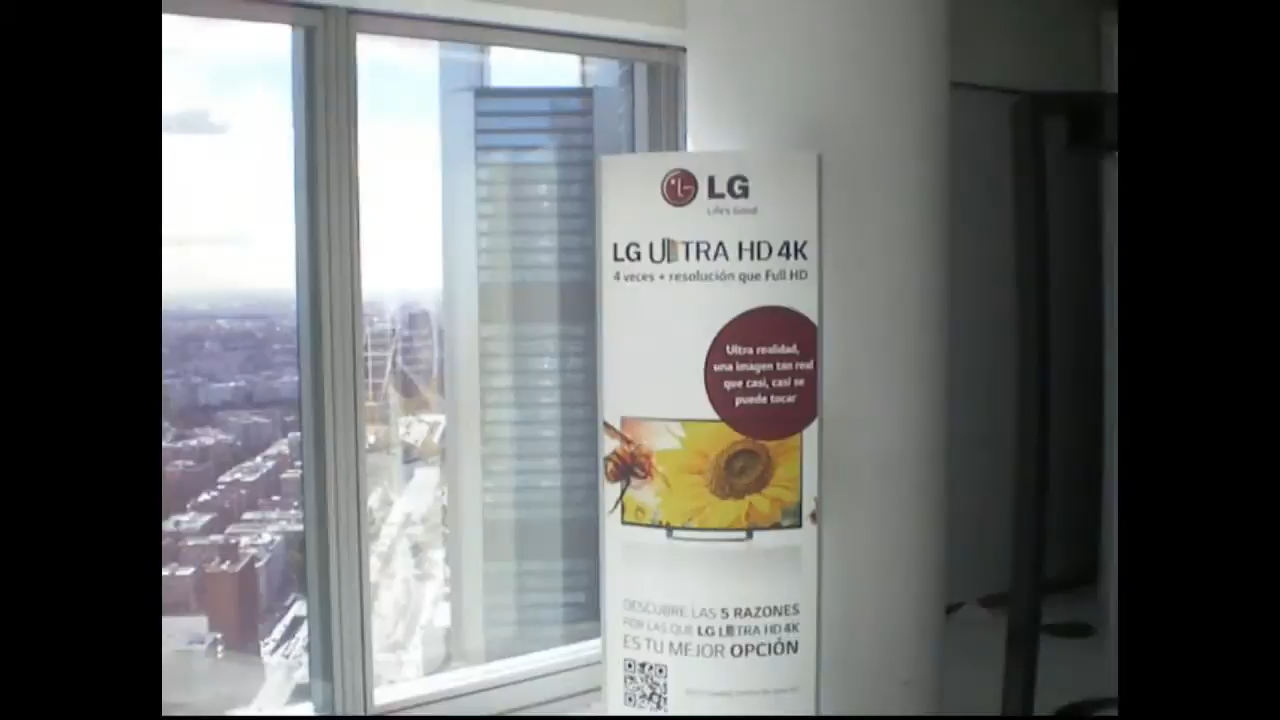 LG
Life's Good
LG ULTRA HD 4K
4 veces + resolución que Full HD
Ultra realidad,
una imagen tan real
que casi, casi se
puede tocar
DESCUBRE LAS 5 RAZONES
POR LAS QUE LG ULTRA HD 4K
ES TU MEJOR OPCIÓN